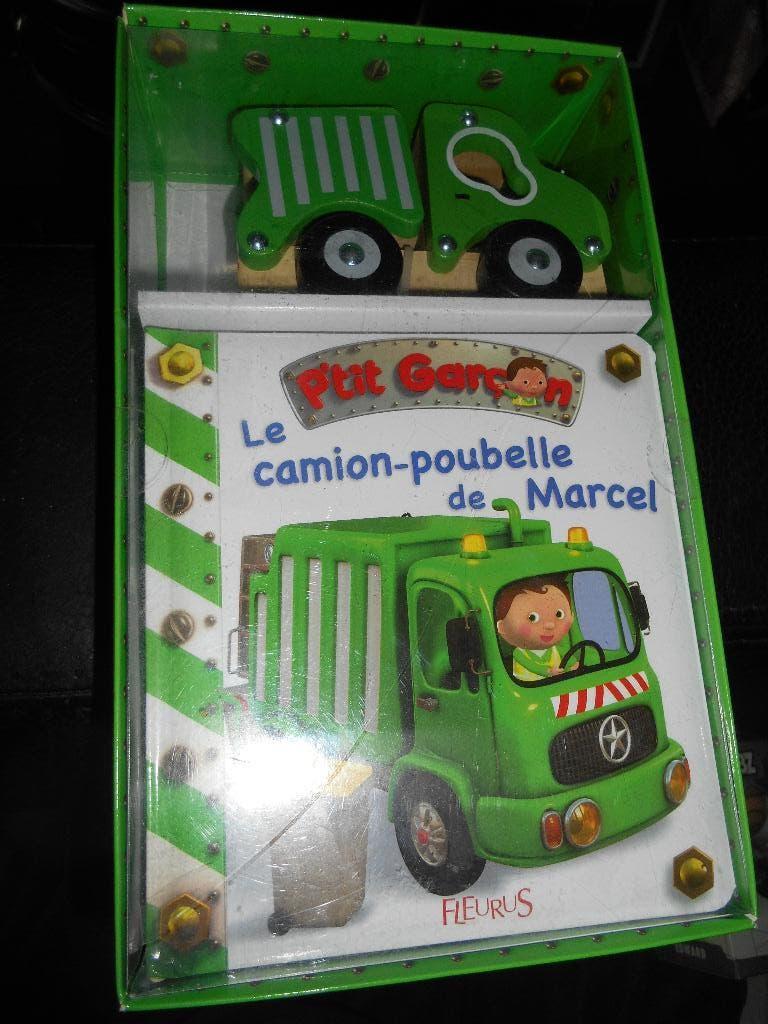 P'tit Garçon
Le
camion-poubelle
de Marcel
FLEURUS